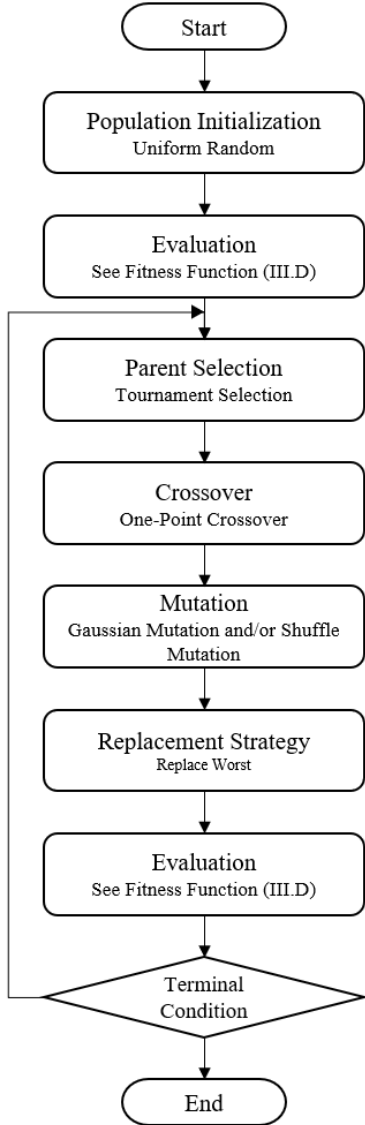 Start
Population Initialization
Uniform Random
Evaluation
See Fitness Function (III.D)
Parent Selection
Tournament Selection
Crossover
One-Point Crossover
Mutation
Gaussian Mutation and/or Shuffle
Mutation
Replacement Strategy
Replace Worst
Evaluation
See Fitness Function (III.D)
Terminal
Condition
End